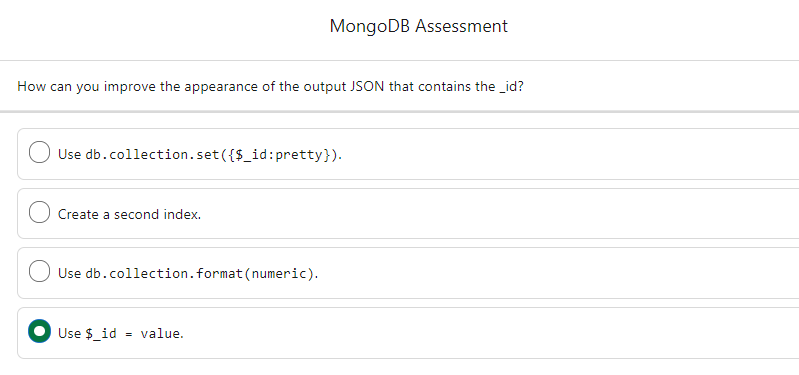 MongoDB Assessment
How can you improve the appearance of the output JSON that contains the _id?
Use db.collection.set({$_id:pretty}).
Create a second index.
Use db.collection.format(numeric).
Use $_id = value.